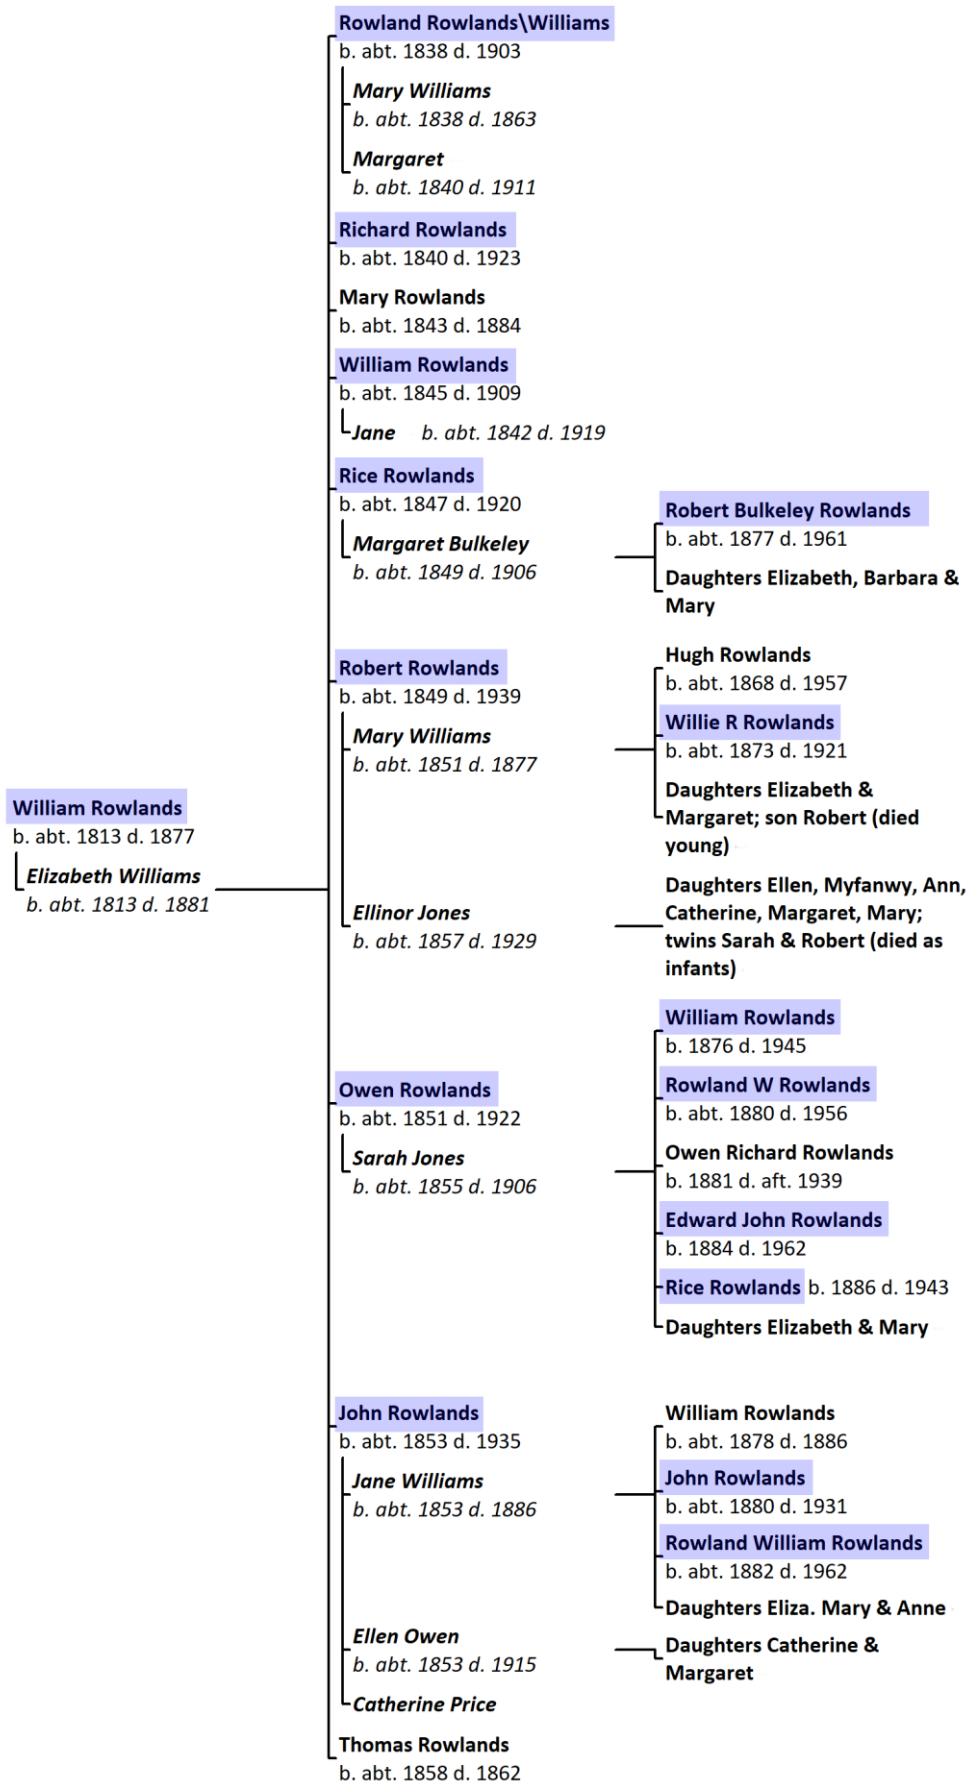 Rowland Rowlands\Williams
b. abt. 1838 d. 1903
Mary Williams
b. abt. 1838 d. 1863
Margaret
b. abt. 1840 d. 1911
Richard Rowlands
b. abt. 1840 d. 1923
Mary Rowlands
b. abt. 1843 d. 1884
William Rowlands
b. abt. 1845 d. 1909
Jane b. abt. 1842 d. 1919
Rice Rowlands
b. abt. 1847 d. 1920
Margaret Bulkeley
b. abt. 1849 d. 1906
Robert Bulkeley Rowlands
b. abt. 1877 d. 1961
Daughters Elizabeth, Barbara &
Mary
Robert Rowlands
b. abt. 1849 d. 1939
Mary Williams
b. abt. 1851 d. 1877
Hugh Rowlands
b. abt. 1868 d. 1957
Willie R Rowlands
b. abt. 1873 d. 1921
Daughters Elizabeth &
Margaret; son Robert (died
young)
William Rowlands
b. abt. 1813 d. 1877
Elizabeth Williams
b. abt. 1813 d. 1881
Ellinor Jones
b. abt. 1857 d. 1929
Daughters Ellen, Myfanwy, Ann,
Catherine, Margaret, Mary;
twins Sarah & Robert (died as
infants)
Owen Rowlands
b. abt. 1851 d. 1922
Sarah Jones
b. abt. 1855 d. 1906
William Rowlands
b. 1876 d. 1945
Rowland W Rowlands
b. abt. 1880 d. 1956
Owen Richard Rowlands
b. 1881 d. aft. 1939
Edward John Rowlands
b. 1884 d. 1962
Rice Rowlands b. 1886 d. 1943
Daughters Elizabeth & Mary
John Rowlands
b. abt. 1853 d. 1935
Jane Williams
b. abt. 1853 d. 1886
William Rowlands
b. abt. 1878 d. 1886
John Rowlands
b. abt. 1880 d. 1931
Rowland William Rowlands
b. abt. 1882 d. 1962
Daughters Eliza. Mary & Anne
Ellen Owen
b. abt. 1853 d. 1915
Daughters Catherine &
Margaret
Catherine Price
Thomas Rowlands
b. abt. 1858 d. 1862